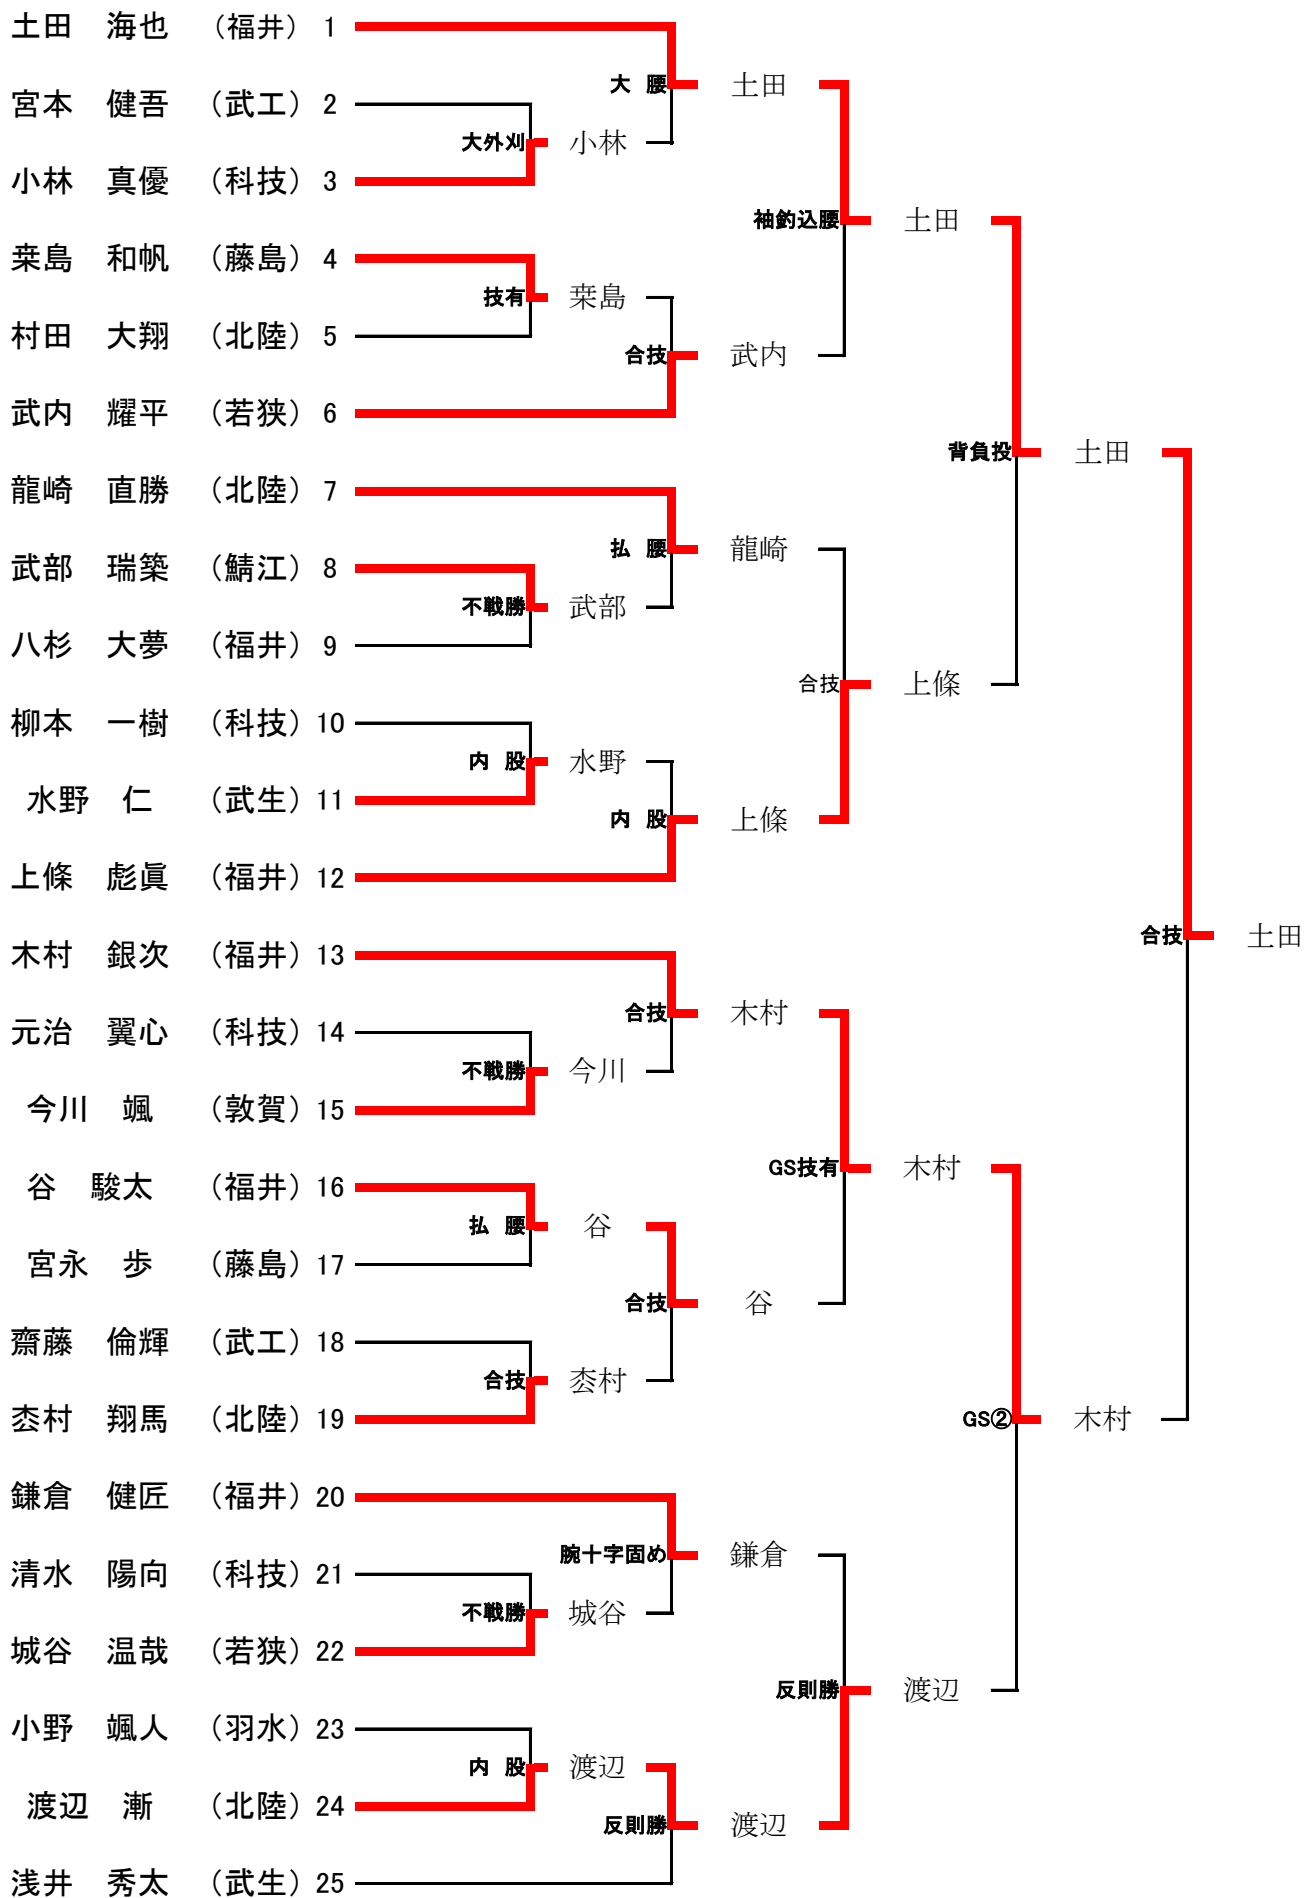 土田　海也　（福井）　1
大　腰　土田
宮本　健吾　（武工）　2
大外刈　小林
小林　真優　（科技）　3
袖釣込腰　土田
桒島　和帆　（藤島）　4
技有　桒島
村田　大翔　（北陸）　5
合技　武内
武内　耀平　（若狭）　6
背負投　土田
龍崎　直勝　（北陸）　7
払　腰　龍崎
武部　瑞築　（鯖江）　8
不戦勝　武部
八杉　大夢　（福井）　9
合技　上條
柳本　一樹　（科技）　10
内　股　水野
水野　仁　（武生）　11
内　股　上條
上條　彪眞　（福井）　12
合技　土田
木村　銀次　（福井）　13
合技　木村
元治　翼心　（科技）　14
不戦勝　今川
今川　颯　（敦賀）　15
GS技有　木村
谷　駿太　（福井）　16
払　腰　谷
宮永　歩　（藤島）　17
合技　谷
齋藤　倫輝　（武工）　18
合技　枩村
枩村　翔馬　（北陸）　19
GS②　木村
鎌倉　健匠　（福井）　20
腕十字固め　鎌倉
清水　陽向　（科技）　21
不戦勝　城谷
城谷　温哉　（若狭）　22
反則勝　渡辺
小野　颯人　（羽水）　23
内　股　渡辺
渡辺　漸　（北陸）　24
反則勝　渡辺
浅井　秀太　（武生）　25